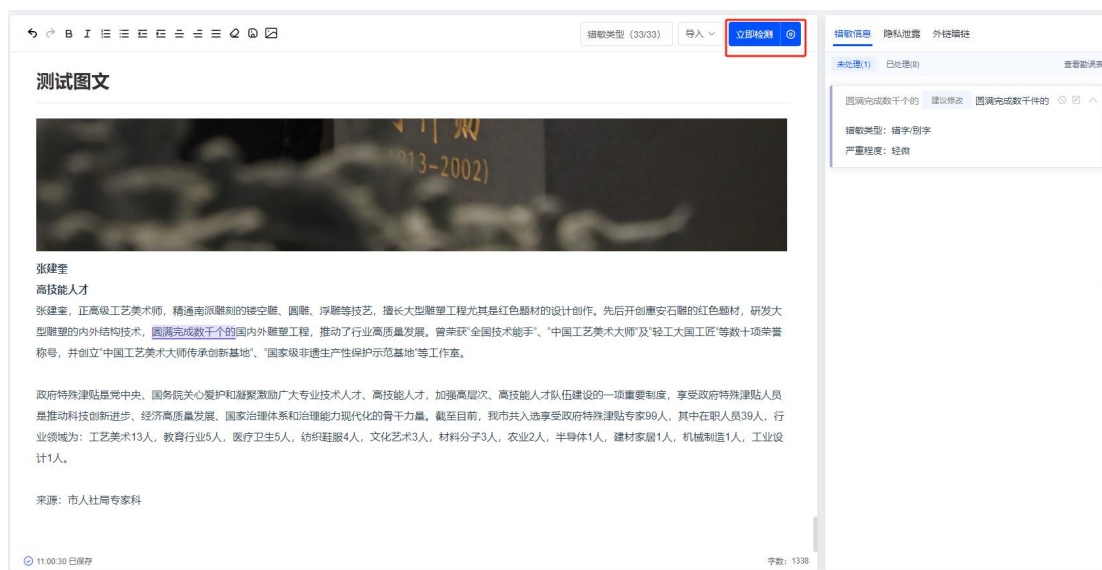 错敏类型（33/33）
导入
立即检测
错敏信息 隐私泄露 外链暗链
未处理(1) 已处理(8) 查看勘误表
圆满完成数千个的 建议修改 圆满完成数千件的
错敏类型：错字/别字
严重程度：轻微
测试图文
13-2002)
张建奎
高技能人才
张建奎，正高级工艺美术师，精通南派雕刻的镂空雕、圆雕、浮雕等技艺，擅长大型雕塑工程尤其是红色题材的设计创作。先后开创惠安石雕的红色题材，研发大
型雕塑的内外结构技术，圆满完成数千个的国内外雕塑工程，推动了行业高质量发展。曾荣获"全国技术能手"、"中国工艺美术大师"及"轻工大国工匠"等数十项荣誉
称号，并创立"中国工艺美术大师传承创新基地"、"国家级非遗生产性保护示范基地"等工作室。
政府特殊津贴是党中央、国务院关心爱护和凝聚激励广大专业技术人才、高技能人才，加强高层次、高技能人才队伍建设的一项重要制度，享受政府特殊津贴人员
是推动科技创新进步、经济高质量发展、国家治理体系和治理能力现代化的骨干力量。截至目前，我市共入选享受政府特殊津贴专家99人，其中在职人员39人，行
业领域为：工艺美术13人，教育行业5人，医疗卫生5人，纺织鞋服4人，文化艺术3人，材料分子3人，农业2人，半导体1人，建材家居1人，机械制造1人，工业设
计1人。
来源：市人社局专家科
11:00:30 已保存
字数：1338